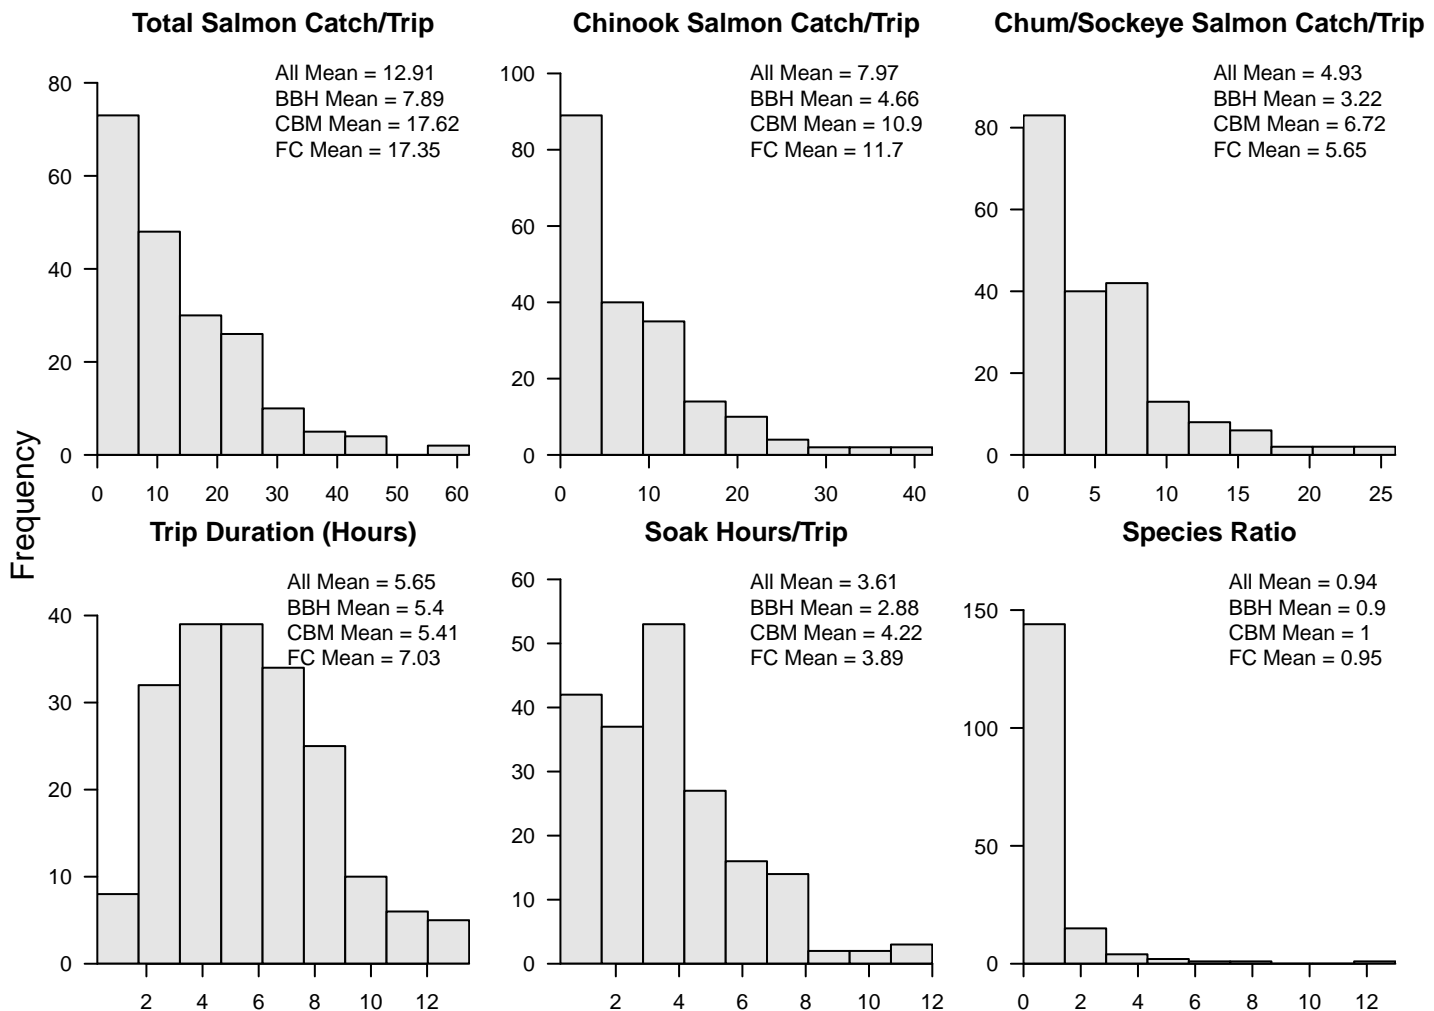 Total Salmon Catch/Trip
All Mean = 12.91
BBH Mean = 7.89
CBM Mean = 17.62
FC Mean = 17.35
80
60
40
20
0
0 10 20 30 40 50 60
Chinook Salmon Catch/Trip
All Mean = 7.97
BBH Mean = 4.66
CBM Mean = 10.9
FC Mean = 11.7
100
80
60
40
20
0
0 10 20 30 40
Chum/Sockeye Salmon Catch/Trip
All Mean = 4.93
BBH Mean = 3.22
CBM Mean = 6.72
FC Mean = 5.65
80
60
40
20
0
0 5 10 15 20 25
Frequency
Trip Duration (Hours)
All Mean = 5.65
BBH Mean = 5.4
CBM Mean = 5.41
FC Mean = 7.03
40
30
20
10
0
2 4 6 8 10 12
Soak Hours/Trip
All Mean = 3.61
BBH Mean = 2.88
CBM Mean = 4.22
FC Mean = 3.89
60
50
40
30
20
10
0
2 4 6 8 10 12
Species Ratio
All Mean = 0.94
BBH Mean = 0.9
CBM Mean = 1
FC Mean = 0.95
150
100
50
0
0 2 4 6 8 10 12